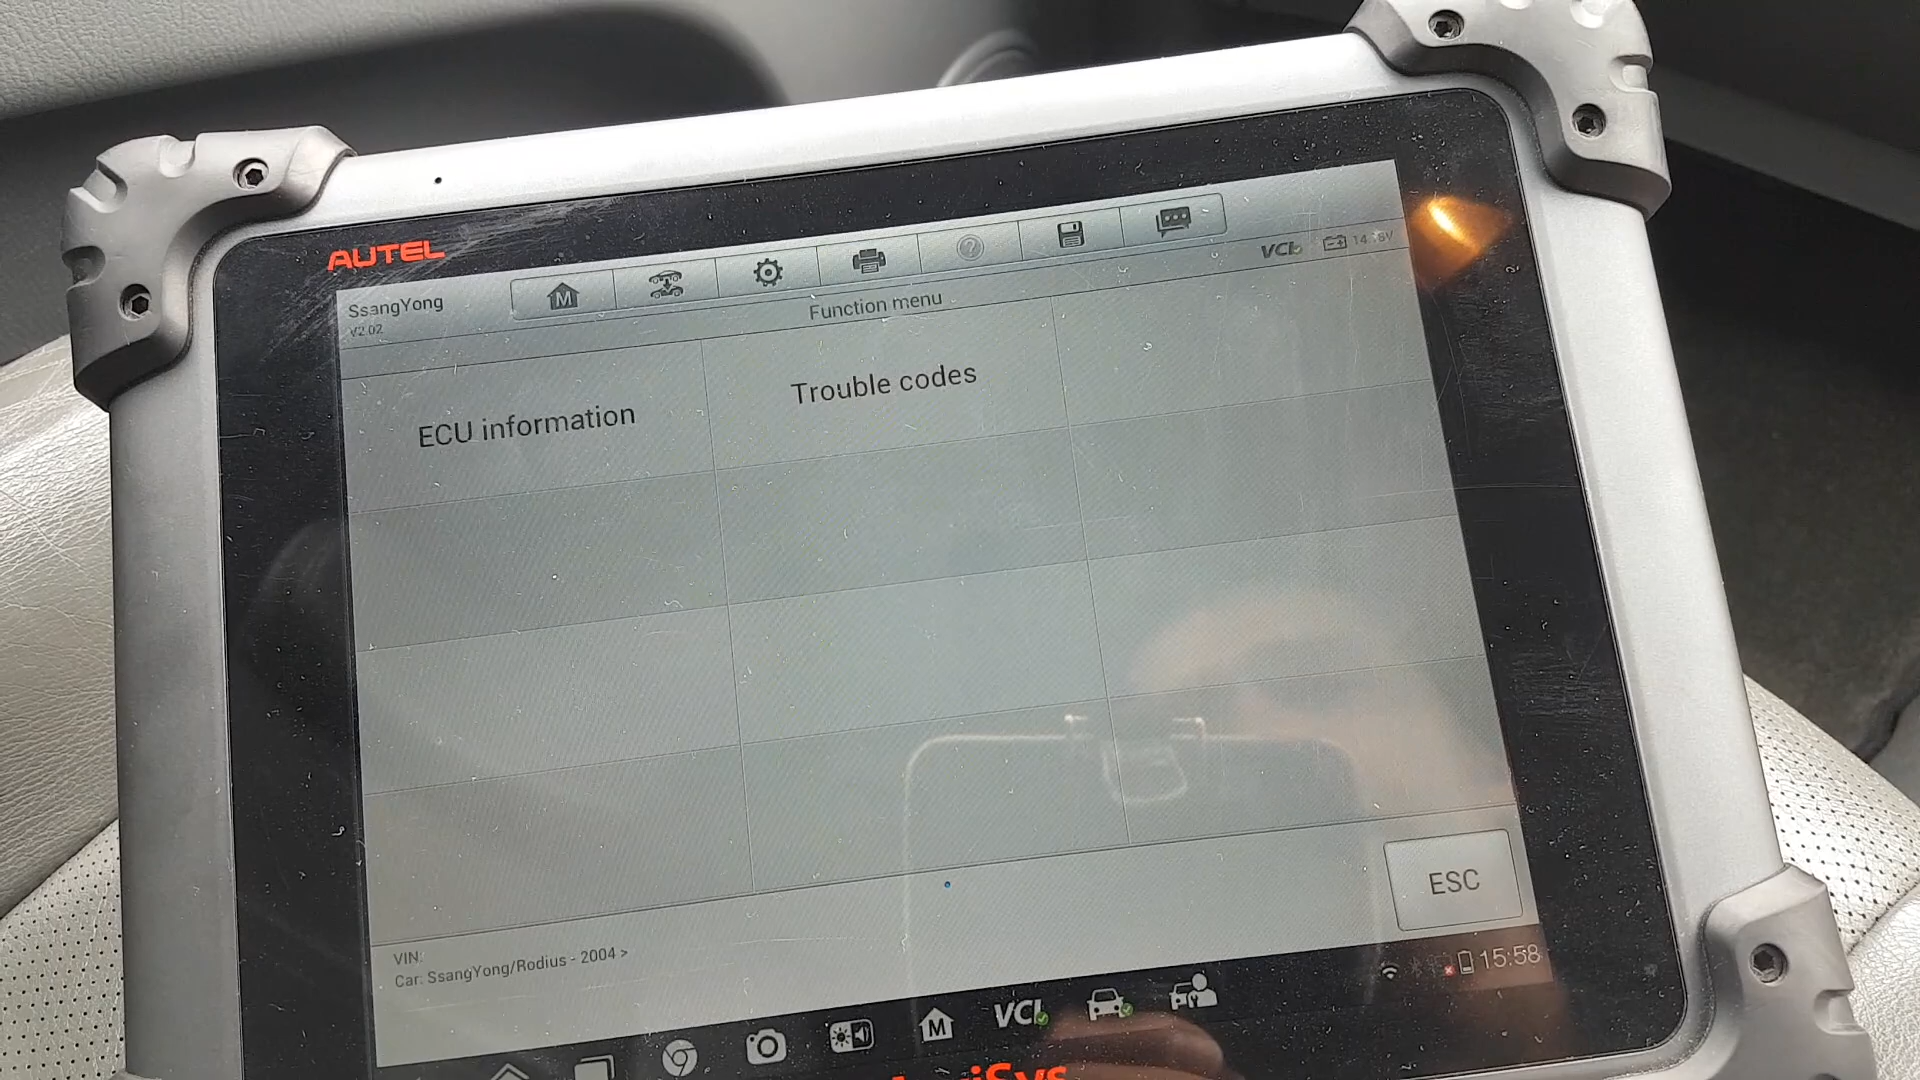 AUTEL
SsangYong
V2.02
M
?
VCI
Function menu
ECU information
Trouble codes
ESC
VIN:
Car: SsangYong/Rodius - 2004 >
15:58
M
VCI